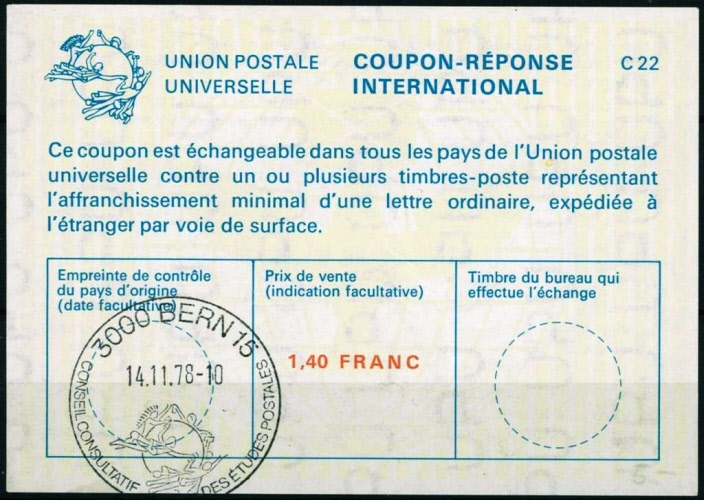 UNION POSTALE
UNIVERSELLE
COUPON-RÉPONSE
INTERNATIONAL
C 22
Ce coupon est échangeable dans tous les pays de l'Union postale
universelle contre un ou plusieurs timbres-poste représentant
l'affranchissement minimal d'une lettre ordinaire, expédiée à
l'étranger par voie de surface.
Empreinte de contrôle
du pays d'origine
(date facultative)
Prix de vente
(indication facultative)
Timbre du bureau qui
effectue l'échange
3000 BERN 15
14.11.78-10
CONSEIL CONSULTATIF DES ÉTUDES POSTALES
1,40 FRANC